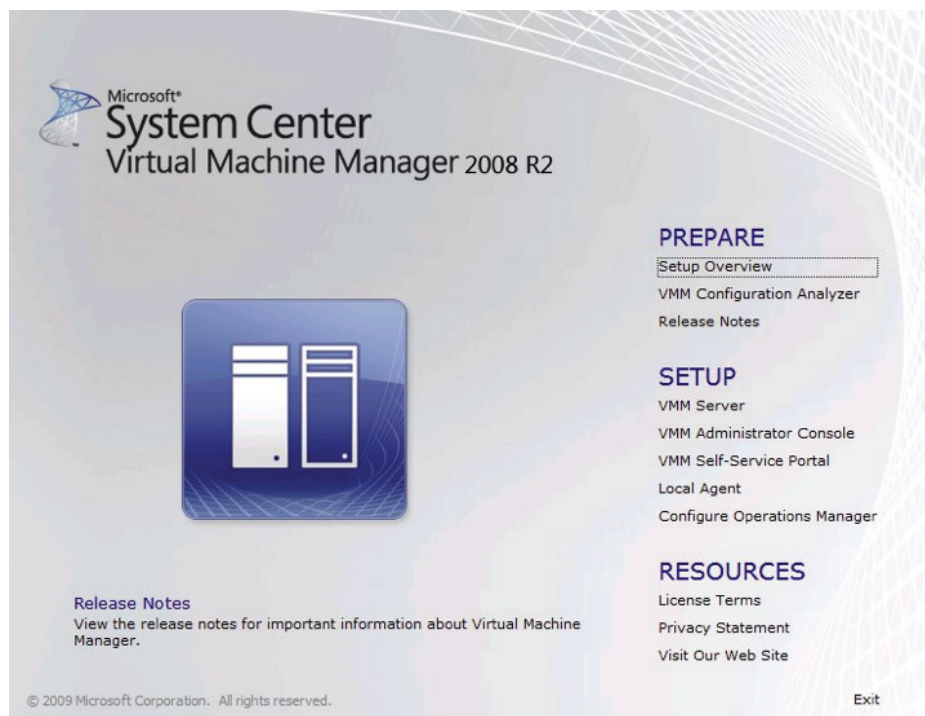 Microsoft®
System Center
Virtual Machine Manager 2008 R2
PREPARE
Setup Overview
VMM Configuration Analyzer
Release Notes
SETUP
VMM Server
VMM Administrator Console
VMM Self-Service Portal
Local Agent
Configure Operations Manager
RESOURCES
License Terms
Privacy Statement
Visit Our Web Site
Release Notes
View the release notes for important information about Virtual Machine
Manager.
© 2009 Microsoft Corporation. All rights reserved.
Exit